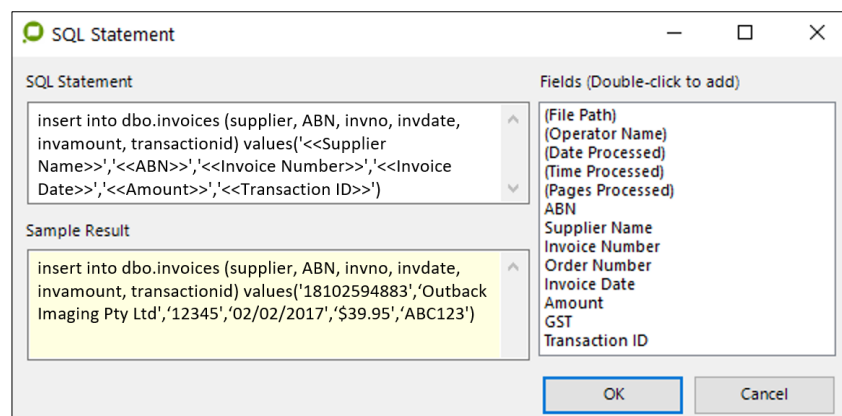 SQL Statement
SQL Statement
insert into dbo.invoices (supplier, ABN, invno, invdate,
invamount, transactionid) values('<<Supplier
Name>>','<<ABN>>','<<Invoice Number>>','<<Invoice
Date>>','<<Amount>>','<<Transaction ID>>')
Sample Result
insert into dbo.invoices (supplier, ABN, invno, invdate,
invamount, transactionid) values('18102594883',‘Outback
Imaging Pty Ltd',‘12345',‘02/02/2017',‘$39.95',‘ABC123')
Fields (Double-click to add)
(File Path)
(Operator Name)
(Date Processed)
(Time Processed)
(Pages Processed)
ABN
Supplier Name
Invoice Number
Order Number
Invoice Date
Amount
GST
Transaction ID
OK
Cancel